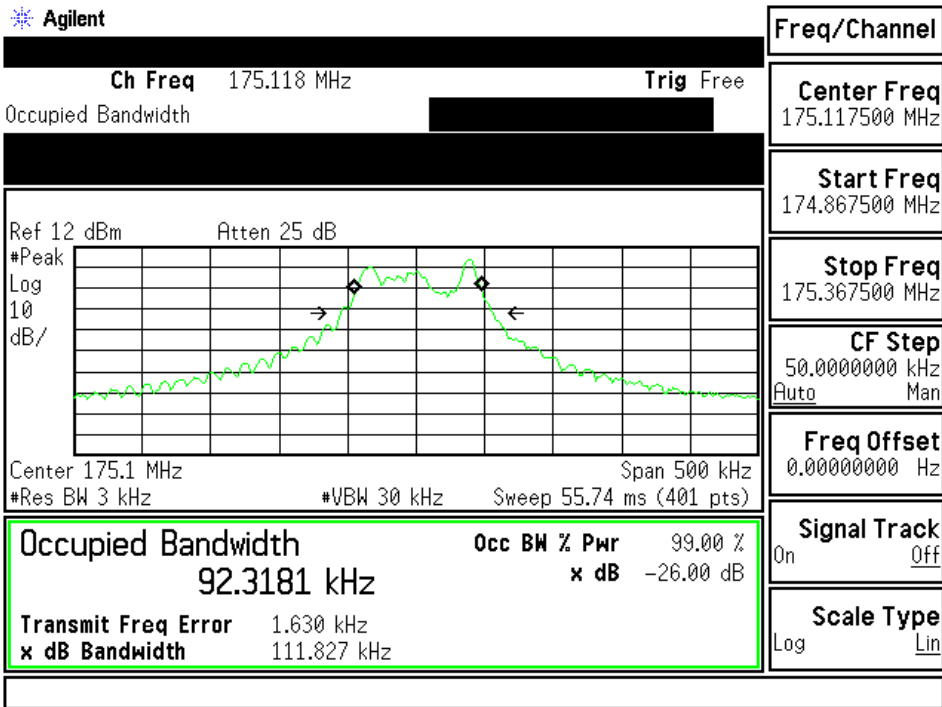 Agilent
Freq/Channel
Ch Freq 175.118 MHz Trig Free
Occupied Bandwidth
Center Freq
175.117500 MHz
Start Freq
174.867500 MHz
Stop Freq
175.367500 MHz
CF Step
50.0000000 kHz
Auto Man
Freq Offset
0.00000000 Hz
Signal Track
On Off
Scale Type
Log Lin
Ref 12 dBm Atten 25 dB
#Peak
Log
10
dB/
Center 175.1 MHz Span 500 kHz
#Res BW 3 kHz #VBW 30 kHz Sweep 55.74 ms (401 pts)
Occupied Bandwidth
92.3181 kHz
Occ BW % Pwr 99.00 %
x dB -26.00 dB
Transmit Freq Error 1.630 kHz
x dB Bandwidth 111.827 kHz